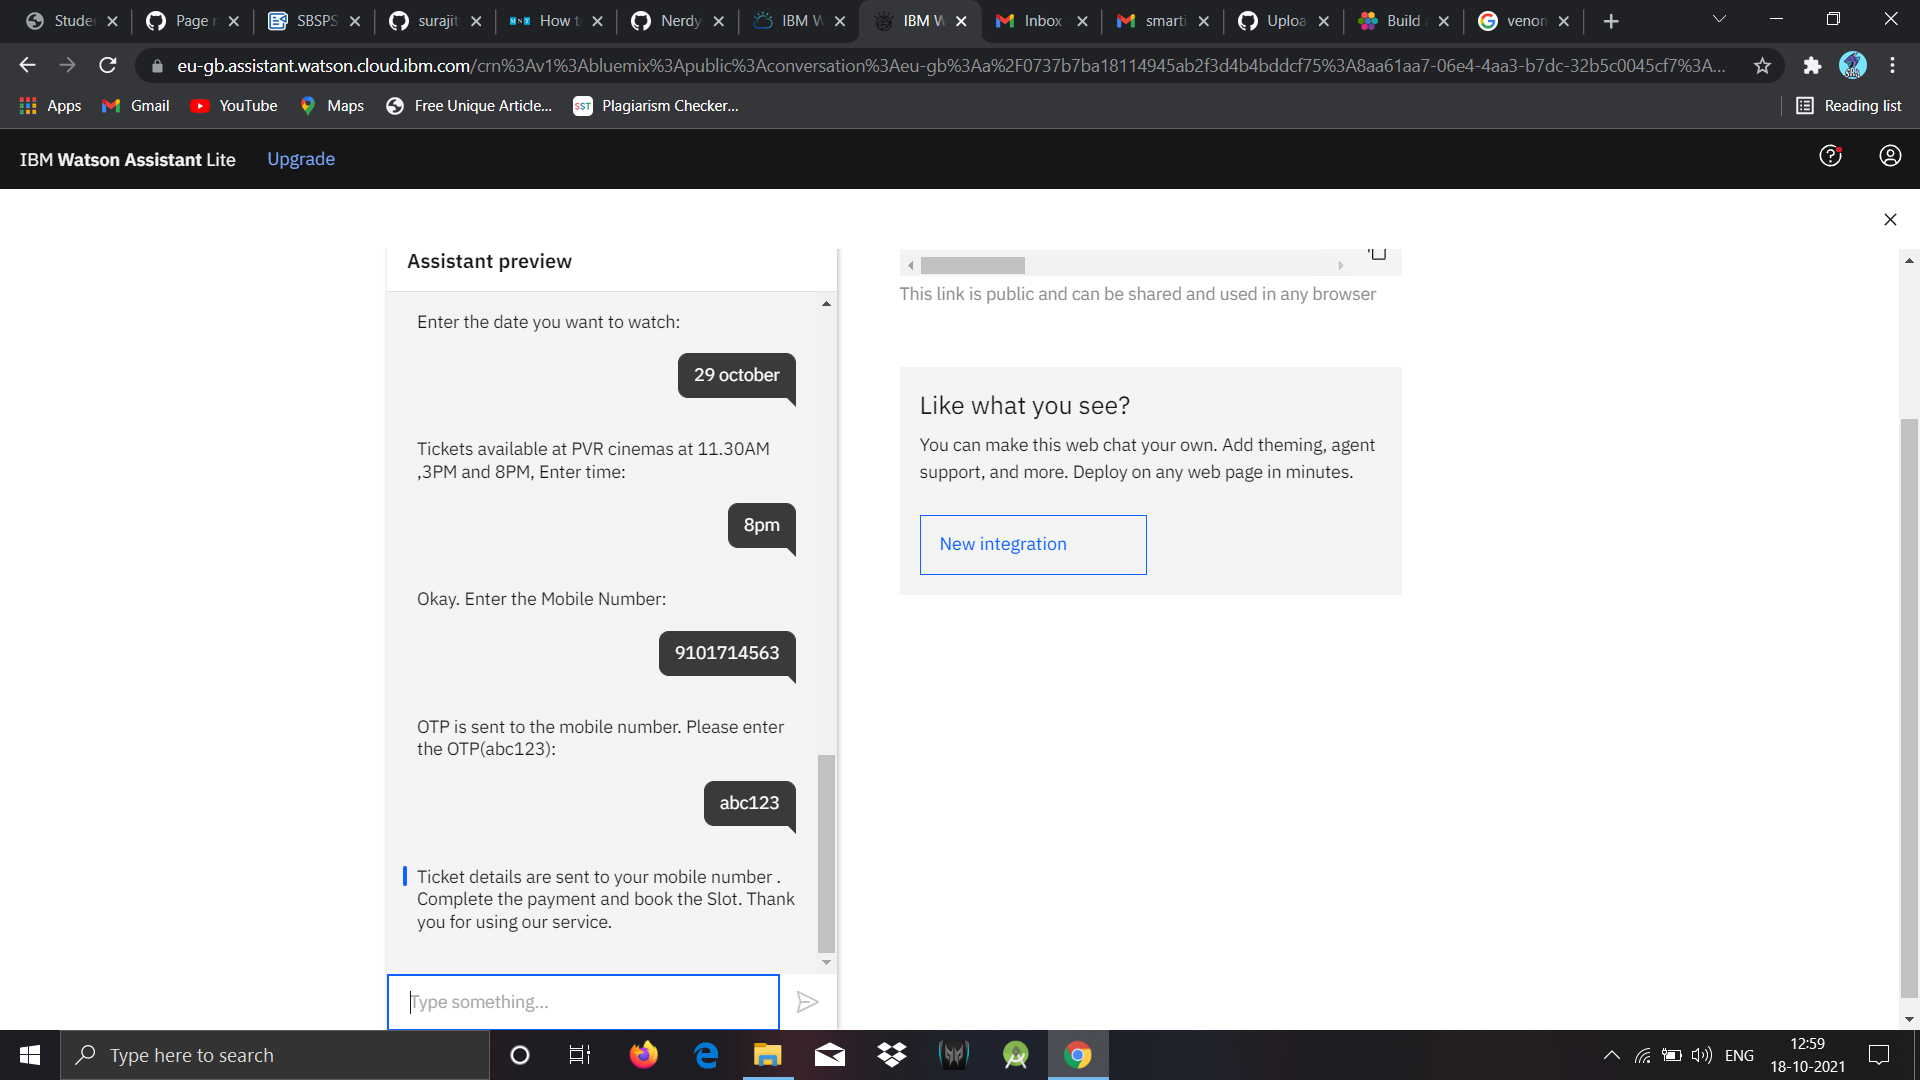 Studer
Page r
SBSPS
surajit
How t
Nerdy
IBM W
IBM W
Inbox
smarti
Uploa
Build
venom
eu-gb.assistant.watson.cloud.ibm.com/crn%3Av1%3Abluemix%3Apublic%3Aconversation%3Aeu-gb%3Aa%2F0737b7ba18114945ab2f3d4b4bddcf75%3A8aa61aa7-06e4-4aa3-b7dc-32b5c0045cf7%3A...
Apps
Gmail
YouTube
Maps
Free Unique Article...
SST
Plagiarism Checker...
Reading list
IBM Watson Assistant Lite
Upgrade
Assistant preview
Enter the date you want to watch:
29 october
Tickets available at PVR cinemas at 11.30AM
,3PM and 8PM, Enter time:
8pm
Okay. Enter the Mobile Number:
9101714563
OTP is sent to the mobile number. Please enter
the OTP(abc123):
abc123
Ticket details are sent to your mobile number .
Complete the payment and book the Slot. Thank
you for using our service.
Type something...
This link is public and can be shared and used in any browser
Like what you see?
You can make this web chat your own. Add theming, agent
support, and more. Deploy on any web page in minutes.
New integration
Type here to search
ENG
12:59
18-10-2021